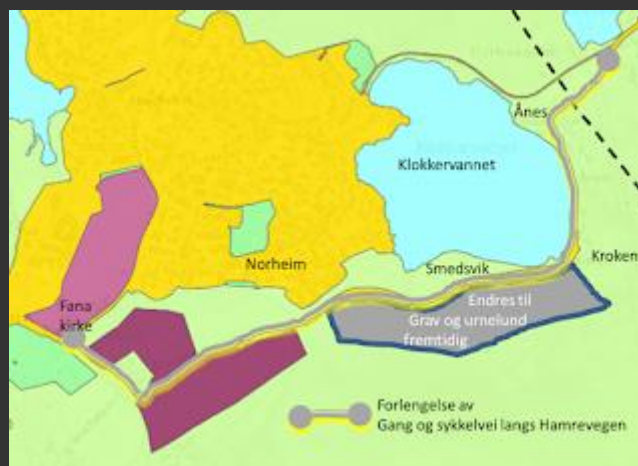 Ånes
Klokkervannet
Smedsvik
Kroken
Norheim
Endres til
Grav og urnelund
fremtidig
Fana
kirke
Forlengelse av
Gang og sykkelvei langs Hamrevegen